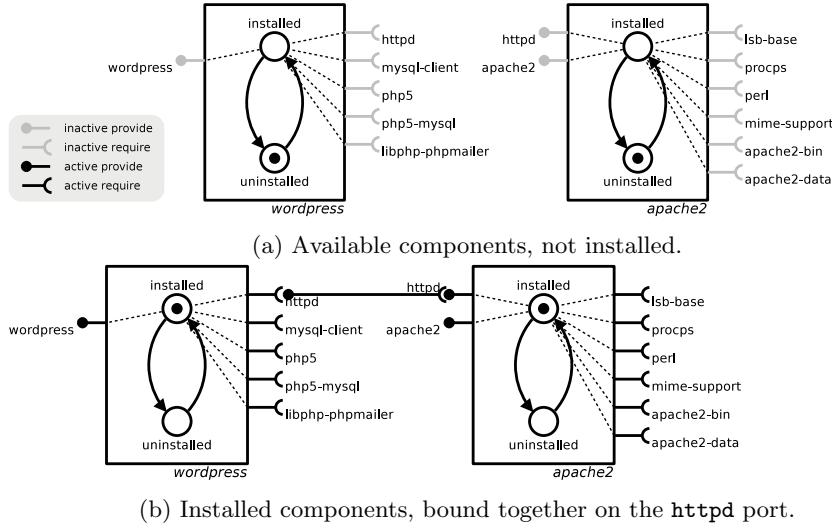 installed
httpd
mysql-client
php5
php5-mysql
libphp-phpmailer
wordpress
uninstalled
wordpress
installed
httpd
apache2
lsb-base
procps
perl
mime-support
apache2-bin
apache2-data
uninstalled
apache2
inactive provide
inactive require
active provide
active require
(a) Available components, not installed.
installed
httpd
mysql-client
php5
php5-mysql
libphp-phpmailer
wordpress
uninstalled
wordpress
installed
httpd
apache2
lsb-base
procps
perl
mime-support
apache2-bin
apache2-data
uninstalled
apache2
(b) Installed components, bound together on the httpd port.